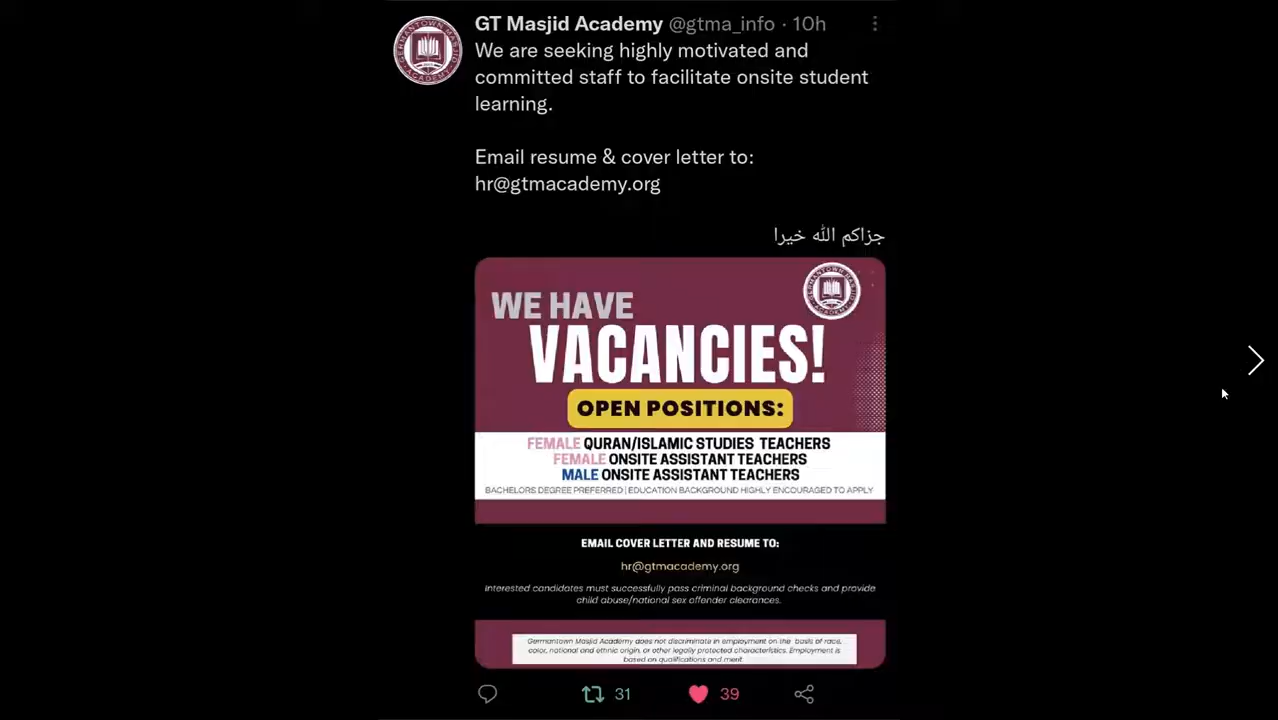 GT Masjid Academy @gtma_info · 10h
We are seeking highly motivated and
committed staff to facilitate onsite student
learning.
Email resume & cover letter to:
hr@gtmacademy.org
جزاكم الله خيرا
GERMANTOWN MASJID ACADEMY
WE HAVE
VACANCIES!
OPEN POSITIONS:
FEMALE QURAN/ISLAMIC STUDIES TEACHERS
FEMALE ONSITE ASSISTANT TEACHERS
MALE ONSITE ASSISTANT TEACHERS
BACHELORS DEGREE PREFERRED | EDUCATION BACKGROUND HIGHLY ENCOURAGED TO APPLY
EMAIL COVER LETTER AND RESUME TO:
hr@gtmacademy.org
Interested candidates must successfully pass criminal background checks and provide
child abuse/national sex offender clearances.
Germantown Masjid Academy does not discriminate in employment on the basis of race,
color, national and ethnic origin, or other legally protected characteristics. Employment is
based on qualifications and merit.
31 39